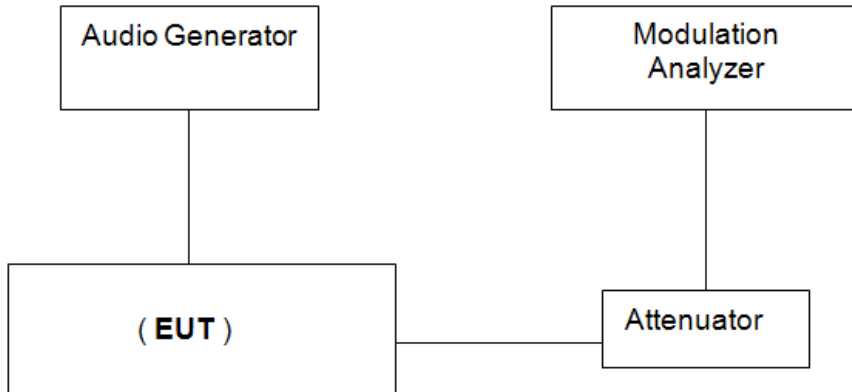 Audio Generator
Modulation
Analyzer
( EUT )
Attenuator